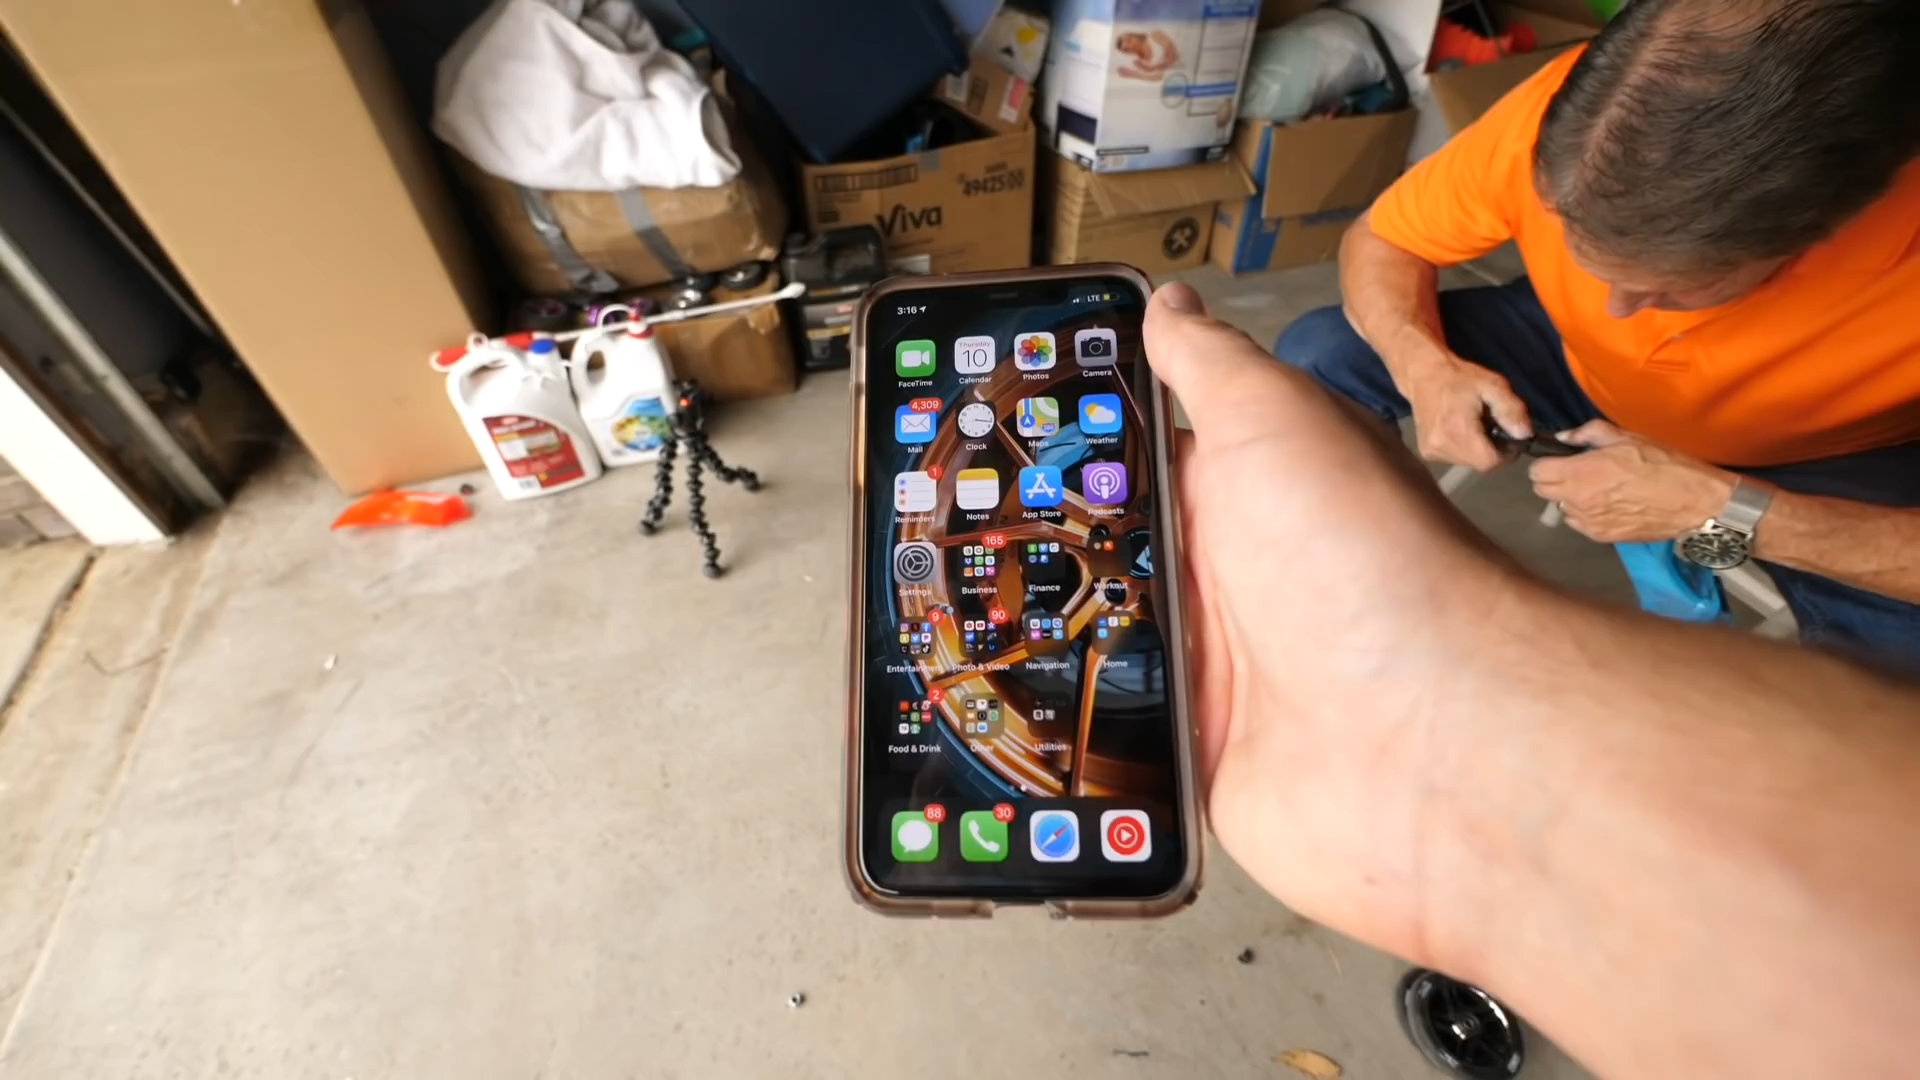 49425 00
Viva
3:16
LTE
Thursday
10
FaceTime
Calendar
Photos
Camera
4,309
Mail
Clock
Maps
Weather
1
Reminders
Notes
App Store
Podcasts
165
Settings
Business
Finance
Workout
9
90
Entertainment
Photo & Video
Navigation
Home
2
Food & Drink
Other
Utilities
88
30